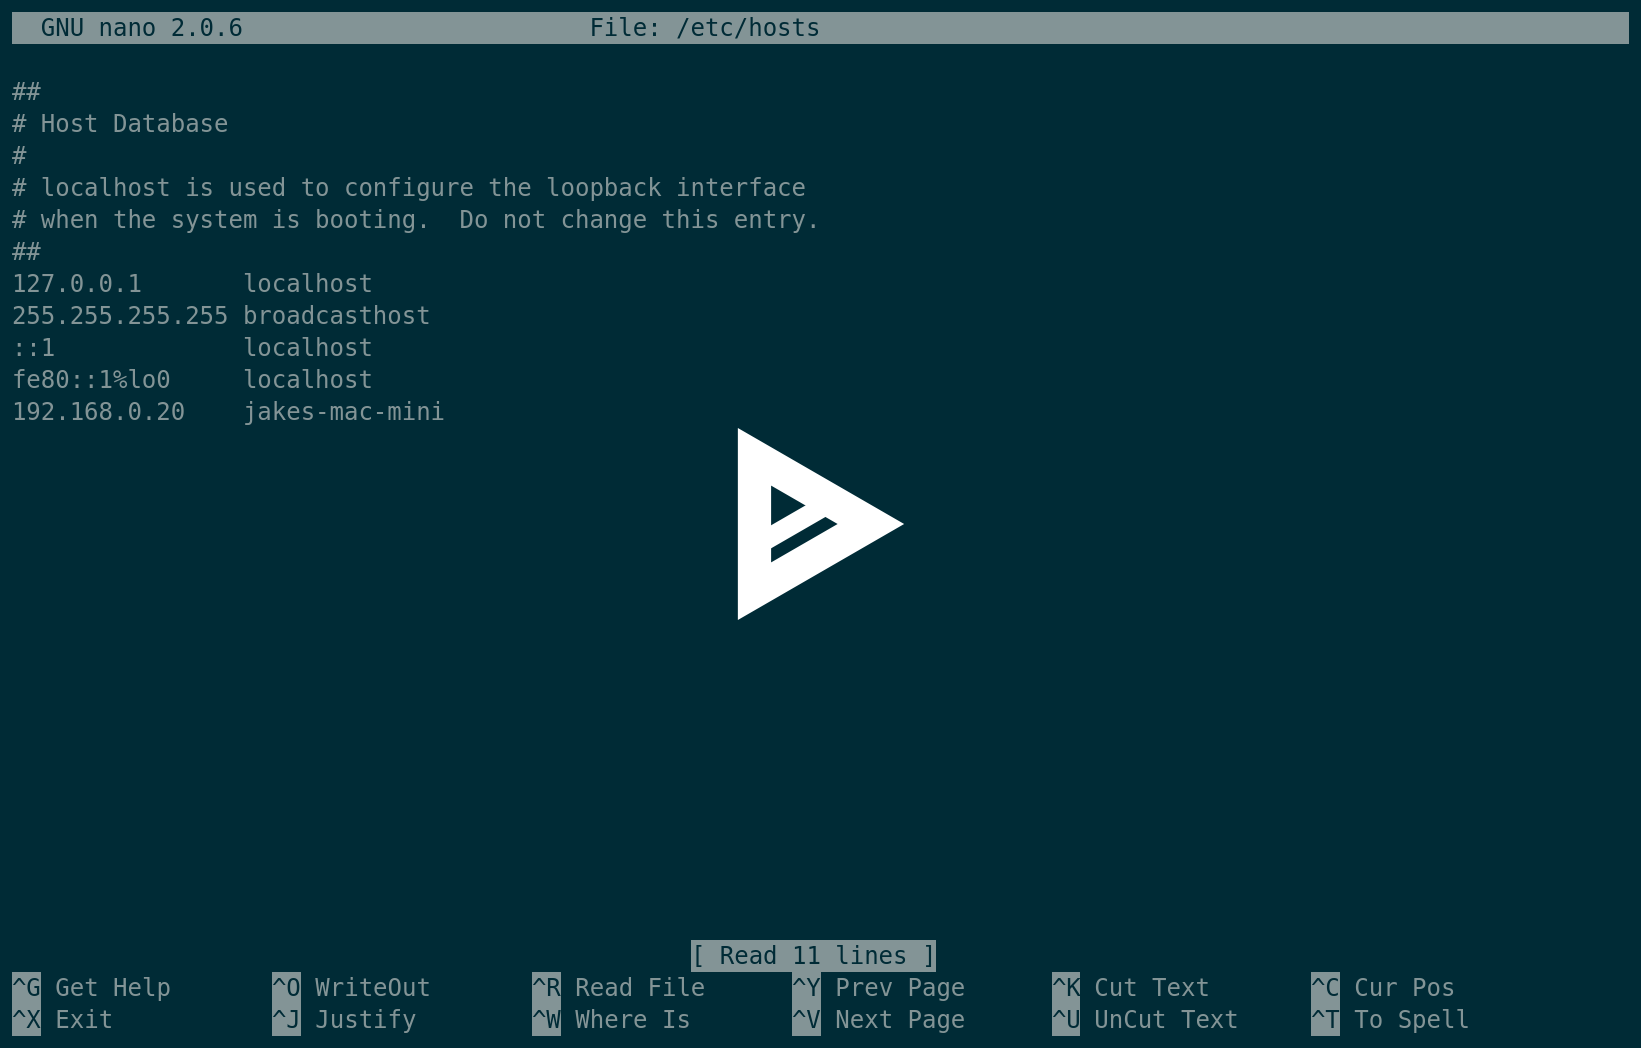 GNU nano 2.0.6                        File: /etc/hosts
##
# Host Database
#
# localhost is used to configure the loopback interface
# when the system is booting.  Do not change this entry.
##
127.0.0.1       localhost
255.255.255.255 broadcasthost
::1             localhost
fe80::1%lo0     localhost
192.168.0.20    jakes-mac-mini
[ Read 11 lines ]
^G Get Help       ^O WriteOut       ^R Read File      ^Y Prev Page      ^K Cut Text       ^C Cur Pos
^X Exit           ^J Justify        ^W Where Is       ^V Next Page      ^U UnCut Text     ^T To Spell